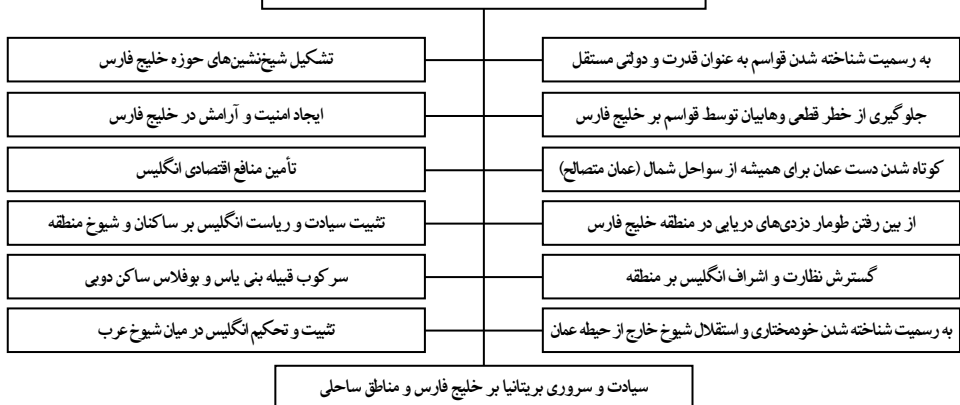 به رسمیت شناخته شدن قواسم به عنوان قدرت و دولتی مستقل
تشکیل شیخ‌نشین‌های حوزه خلیج فارس
جلوگیری از خطر قطعی وهابیان توسط قواسم بر خلیج فارس
ایجاد امنیت و آرامش در خلیج فارس
کوتاه شدن دست عمان برای همیشه از سواحل شمال (عمان متصالح)
تأمین منافع اقتصادی انگلیس
از بین رفتن طومار دزدی‌های دریایی در منطقه خلیج فارس
تثبیت سیادت و ریاست انگلیس بر ساکنان و شیوخ منطقه
گسترش نظارت و اشراف انگلیس بر منطقه
سرکوب قبیله بنی یاس و بوفلاس ساکن دوبی
به رسمیت شناخته شدن خودمختاری و استقلال شیوخ خارج از حیطه عمان
تثبیت و تحکیم انگلیس در میان شیوخ عرب
سیادت و سروری بریتانیا بر خلیج فارس و مناطق ساحلی